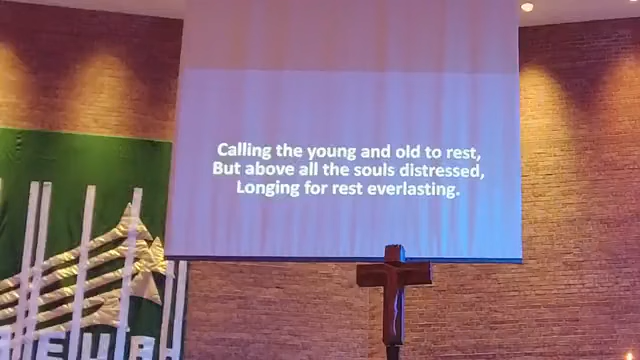 Calling the young and old to rest,
But above all the souls distressed,
Longing for rest everlasting.